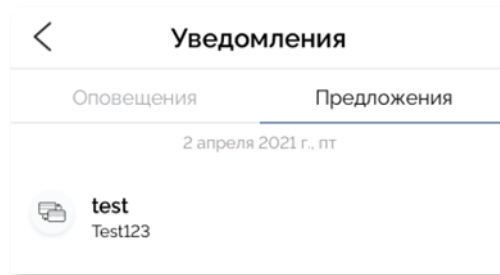 Уведомления
Оповещения Предложения
2 апреля 2021 г., пт
test
Test123